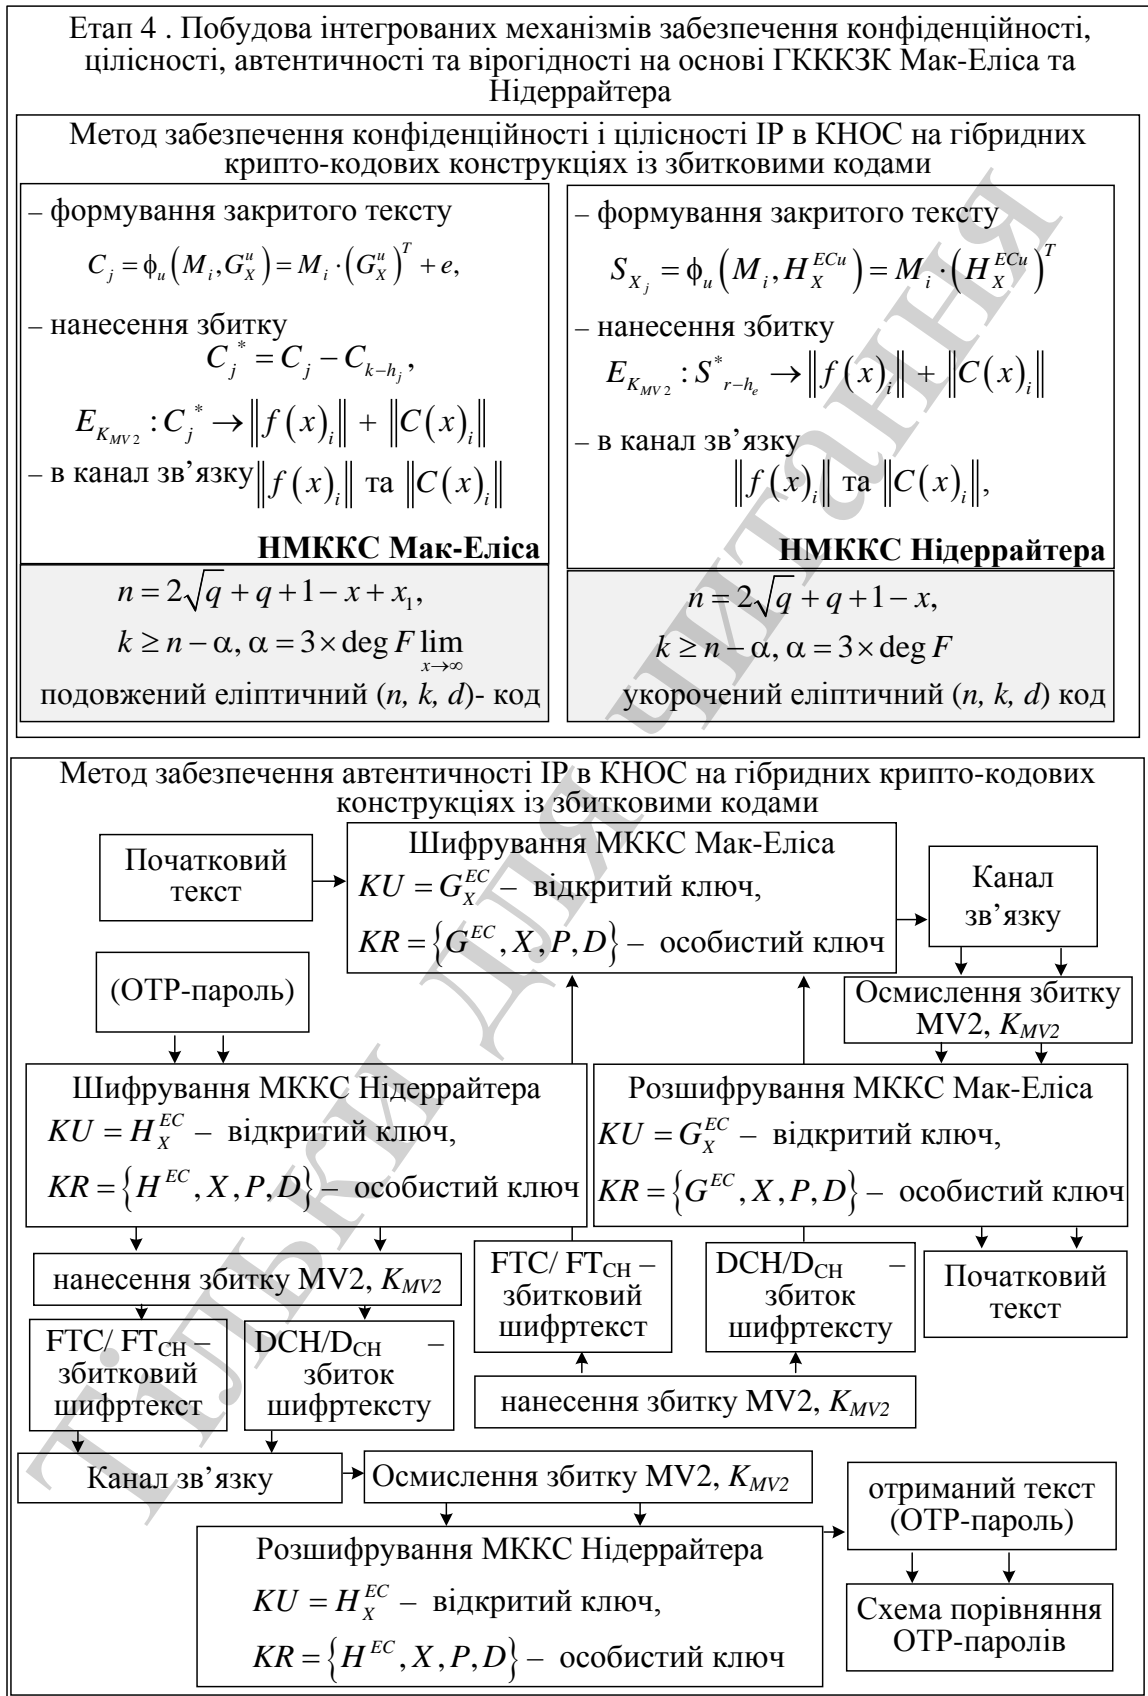 Етап 4 . Побудова інтегрованих механізмів забезпечення конфіденційності,
цілісності, автентичності та вірогідності на основі ГКККЗК Мак-Еліса та
Нідеррайтера
Метод забезпечення конфіденційності і цілісності ІР в КНОС на гібридних
крипто-кодових конструкціях із збитковими кодами
– формування закритого тексту
C_j = ϕ_u(M_i, G_X^u) = M_i · (G_X^u)^T + e,
– нанесення збитку
C_j^* = C_j − C_{k−h_j},
E_{K_{MV2}} : C_j^* → ||f(x)_i|| + ||C(x)_i||
– в канал зв’язку ||f(x)_i|| та ||C(x)_i||
НМККС Мак-Еліса
n = 2√q + q + 1 − x + x_1,
k ≥ n − α, α = 3 × deg F lim_{x→∞}
подовжений еліптичний (n, k, d)- код
– формування закритого тексту
S_{X_j} = ϕ_u(M_i, H_X^{ECu}) = M_i · (H_X^{ECu})^T
– нанесення збитку
E_{K_{MV2}} : S^*_{r−h_e} → ||f(x)_i|| + ||C(x)_i||
– в канал зв’язку
||f(x)_i|| та ||C(x)_i||,
НМККС Нідеррайтера
n = 2√q + q + 1 − x,
k ≥ n − α, α = 3 × deg F
укорочений еліптичний (n, k, d) код
Метод забезпечення автентичності ІР в КНОС на гібридних крипто-кодових
конструкціях із збитковими кодами
Початковий
текст
Шифрування МККС Мак-Еліса
KU = G_X^{EC} – відкритий ключ,
KR = {G^{EC}, X, P, D} – особистий ключ
Канал
зв’язку
(ОТР-пароль)
Осмислення збитку
MV2, K_{MV2}
Шифрування МККС Нідеррайтера
KU = H_X^{EC} – відкритий ключ,
KR = {H^{EC}, X, P, D} – особистий ключ
Розшифрування МККС Мак-Еліса
KU = G_X^{EC} – відкритий ключ,
KR = {G^{EC}, X, P, D} – особистий ключ
нанесення збитку MV2, K_{MV2}
FTC/ FT_{CH} –
збитковий
шифртекст
DCH/D_{CH} –
збиток
шифртексту
Початковий
текст
FTC/ FT_{CH} –
збитковий
шифртекст
DCH/D_{CH} –
збиток
шифртексту
нанесення збитку MV2, K_{MV2}
Канал зв’язку
Осмислення збитку MV2, K_{MV2}
отриманий текст
(ОТР-пароль)
Розшифрування МККС Нідеррайтера
KU = H_X^{EC} – відкритий ключ,
KR = {H^{EC}, X, P, D} – особистий ключ
Схема порівняння
ОТР-паролів
Тільки для читання